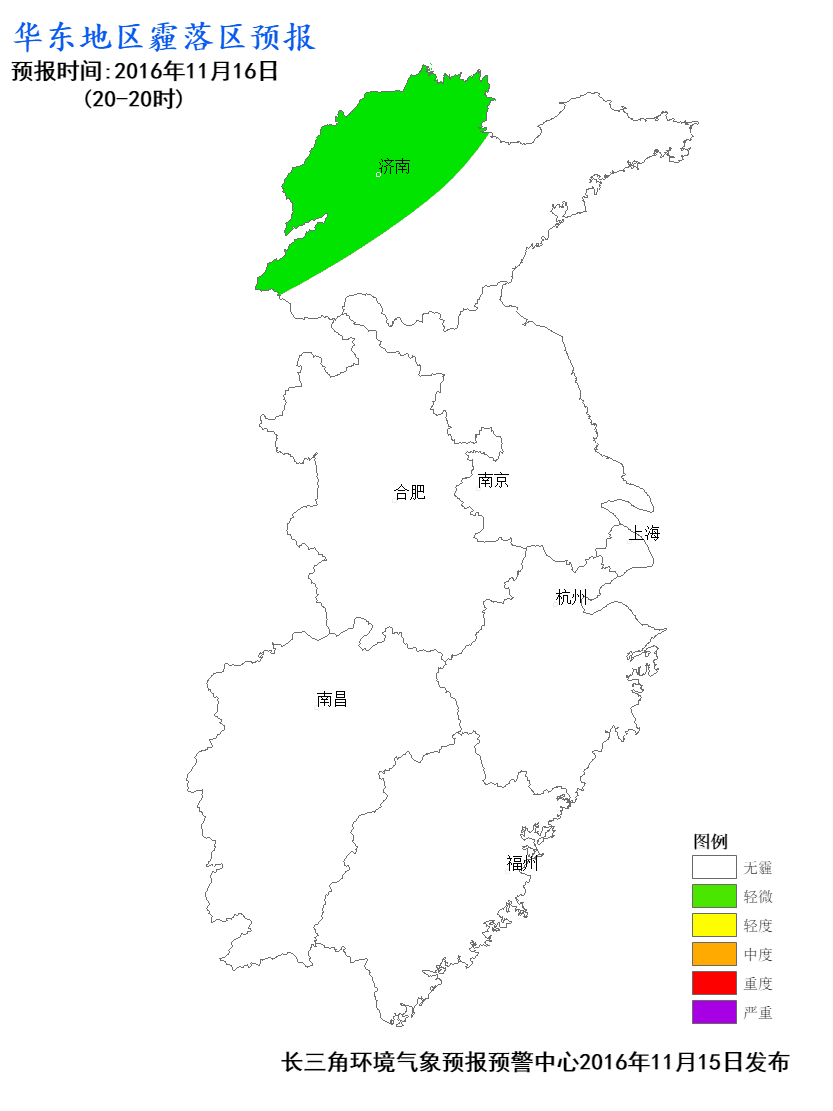 华东地区霾落区预报
预报时间:2016年11月16日
(20-20时)
济南
南京
合肥
上海
杭州
南昌
福州
图例
无霾
轻微
轻度
中度
重度
严重
长三角环境气象预报预警中心2016年11月15日发布